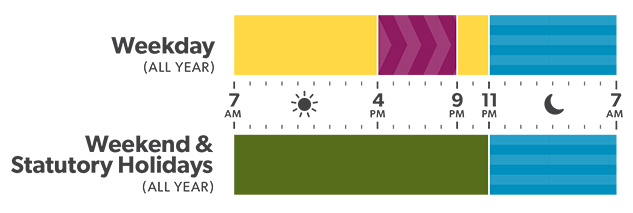 Weekday
(ALL YEAR)
7 4 9 11 7
AM PM PM PM AM
Weekend &
Statutory Holidays
(ALL YEAR)